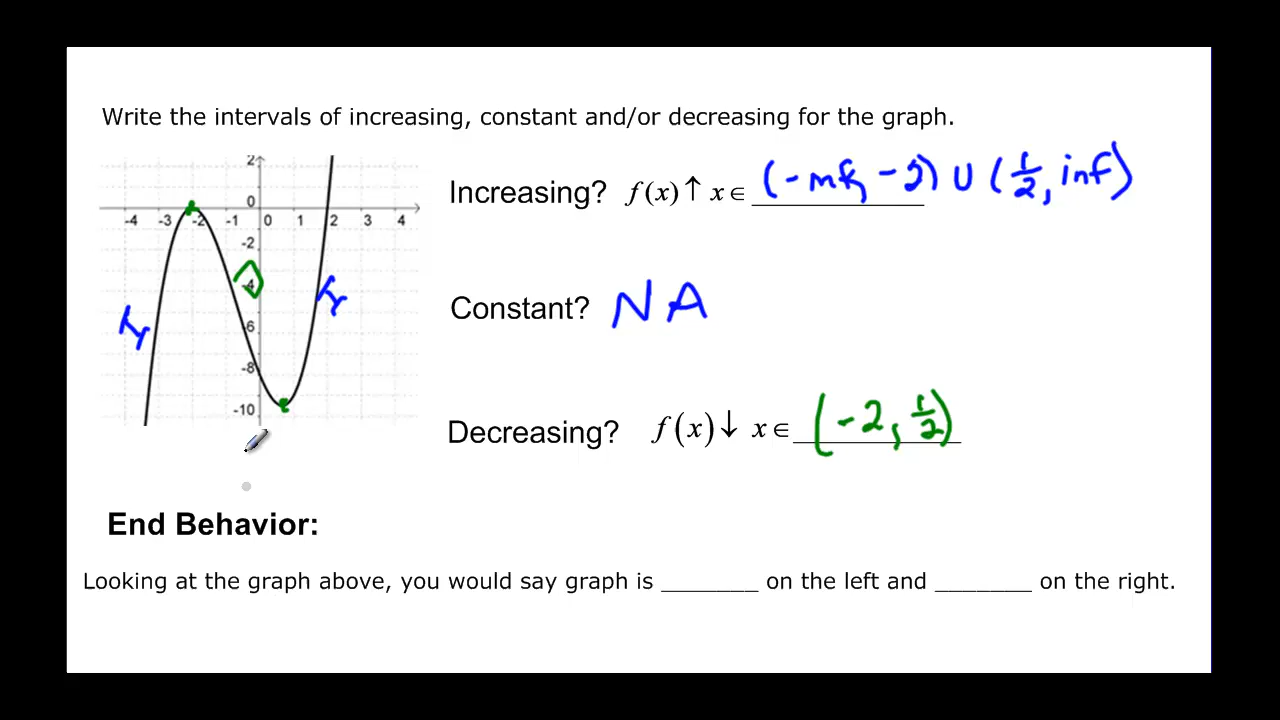 Write the intervals of increasing, constant and/or decreasing for the graph.
2
0
-4 -3 -2 -1 0 1 2 3 4
-2
-4
-6
-8
-10
Increasing? f(x)↑ x∈ (-inf, -2) ∪ (1/2, inf)
Constant? NA
Decreasing? f(x)↓ x∈ (-2, 1/2)
End Behavior:
Looking at the graph above, you would say graph is _______ on the left and _______ on the right.